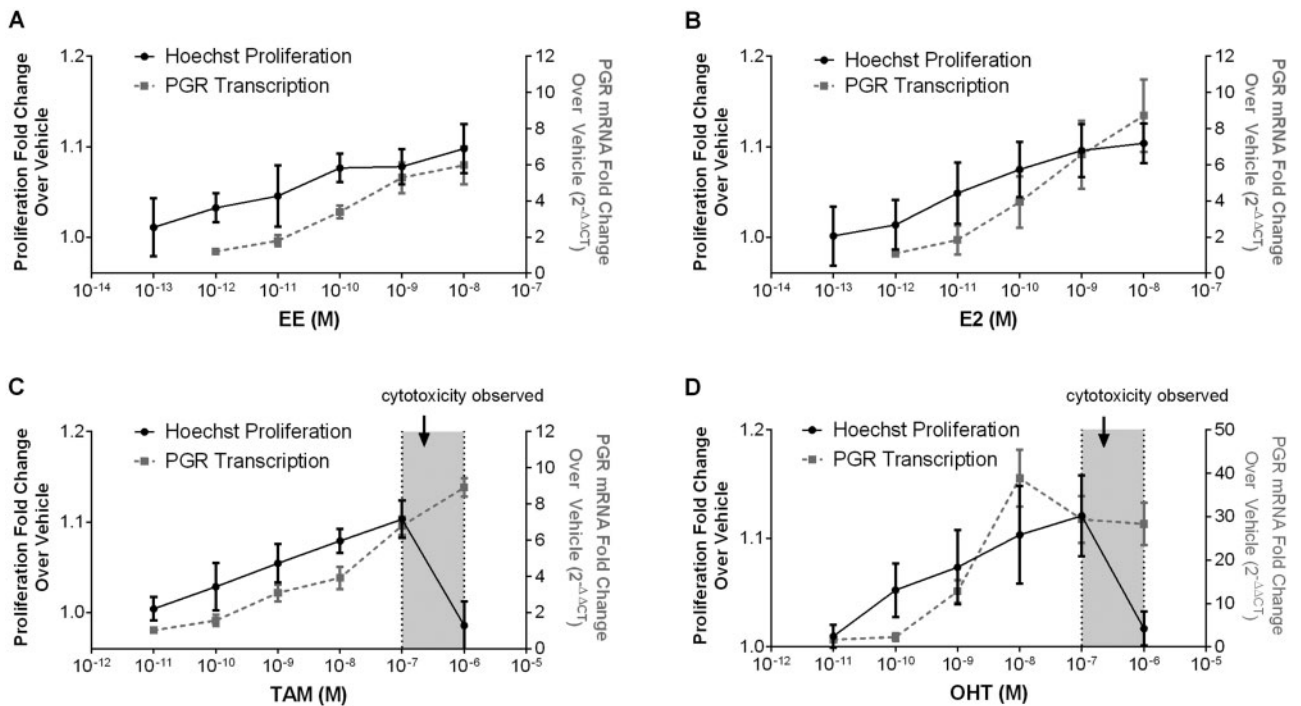 A
Proliferation Fold Change
Over Vehicle
1.2
1.1
1.0
Hoechst Proliferation
PGR Transcription
12
10
8
6
4
2
0
PGR mRNA Fold Change
Over Vehicle (2^-ΔΔCT)
10^-14 10^-13 10^-12 10^-11 10^-10 10^-9 10^-8 10^-7
EE (M)
B
Proliferation Fold Change
Over Vehicle
1.2
1.1
1.0
Hoechst Proliferation
PGR Transcription
12
10
8
6
4
2
0
PGR mRNA Fold Change
Over Vehicle (2^-ΔΔCT)
10^-14 10^-13 10^-12 10^-11 10^-10 10^-9 10^-8 10^-7
E2 (M)
C
cytotoxicity observed
Proliferation Fold Change
Over Vehicle
1.2
1.1
1.0
Hoechst Proliferation
PGR Transcription
12
10
8
6
4
2
0
PGR mRNA Fold Change
Over Vehicle (2^-ΔΔCT)
10^-12 10^-11 10^-10 10^-9 10^-8 10^-7 10^-6 10^-5
TAM (M)
D
cytotoxicity observed
Proliferation Fold Change
Over Vehicle
1.2
1.1
1.0
Hoechst Proliferation
PGR Transcription
50
40
30
20
10
0
PGR mRNA Fold Change
Over Vehicle (2^-ΔΔCT)
10^-12 10^-11 10^-10 10^-9 10^-8 10^-7 10^-6 10^-5
OHT (M)